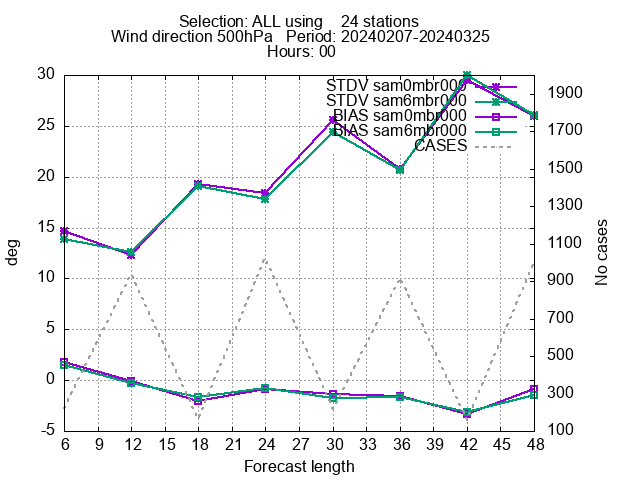 Selection: ALL using    24 stations
Wind direction 500hPa   Period: 20240207-20240325
Hours: 00
STDV sam0mbr000
STDV sam6mbr000
BIAS sam0mbr000
BIAS sam6mbr000
CASES
30
25
20
15
10
5
0
-5
deg
1900
1700
1500
1300
1100
900
700
500
300
100
No cases
6 9 12 15 18 21 24 27 30 33 36 39 42 45 48
Forecast length